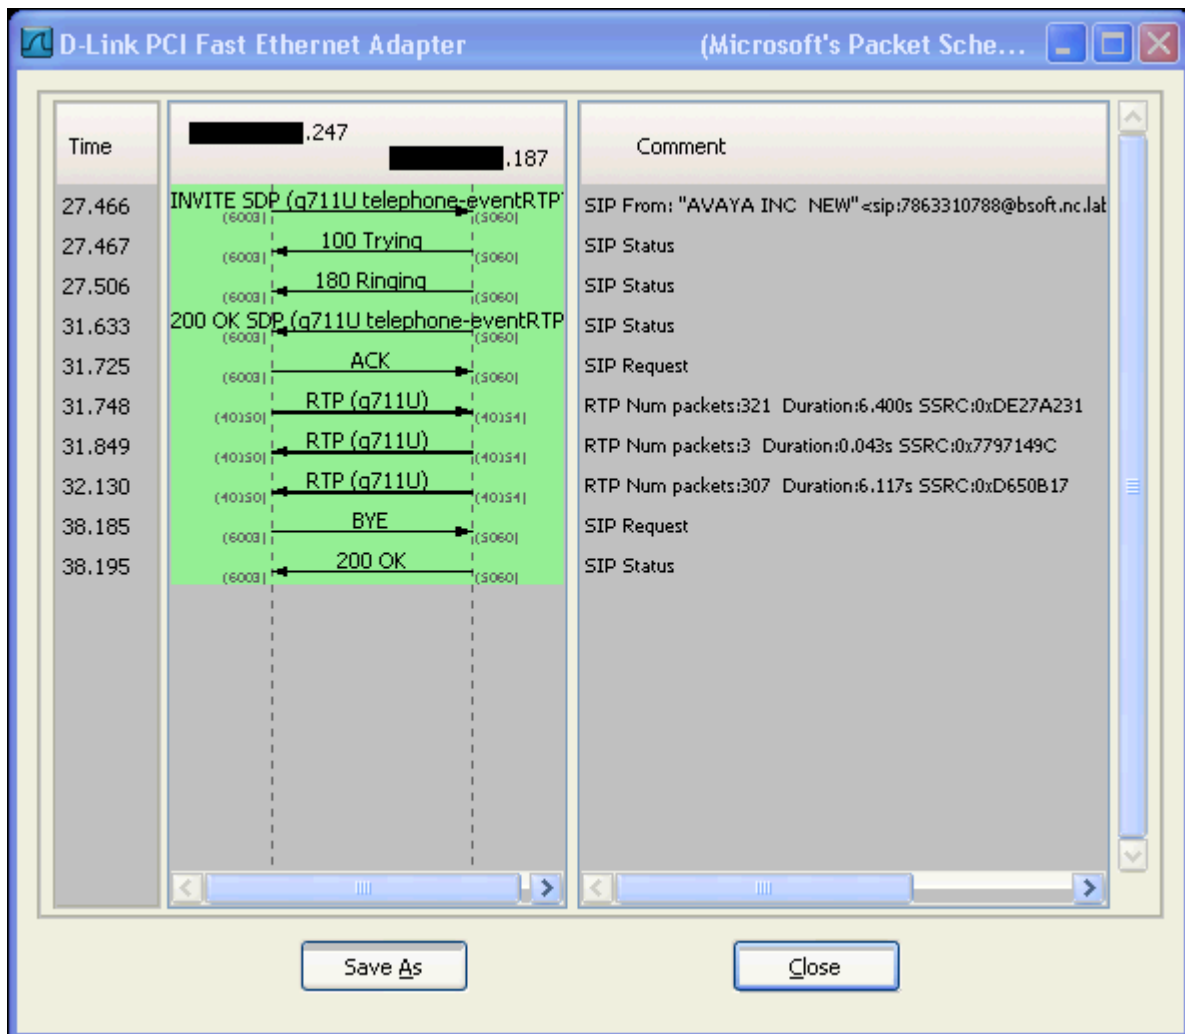 D-Link PCI Fast Ethernet Adapter (Microsoft's Packet Sche...
Time
.247
.187
Comment
27.466 INVITE SDP (g711U telephone-eventRTP SIP From: "AVAYA INC NEW"<sip:7863310788@bsoft.nc.lab
(6003) (5060)
27.467 100 Trying SIP Status
(6003) (5060)
27.506 180 Ringing SIP Status
(6003) (5060)
31.633 200 OK SDP (g711U telephone-eventRTP SIP Status
(6003) (5060)
31.725 ACK SIP Request
(6003) (5060)
31.748 RTP (g711U) RTP Num packets:321 Duration:6.400s SSRC:0xDE27A231
31.849 RTP (g711U) RTP Num packets:3 Duration:0.043s SSRC:0x7797149C
32.130 RTP (g711U) RTP Num packets:307 Duration:6.117s SSRC:0xD650B17
38.185 BYE SIP Request
(6003) (5060)
38.195 200 OK SIP Status
(6003) (5060)
Save As
Close